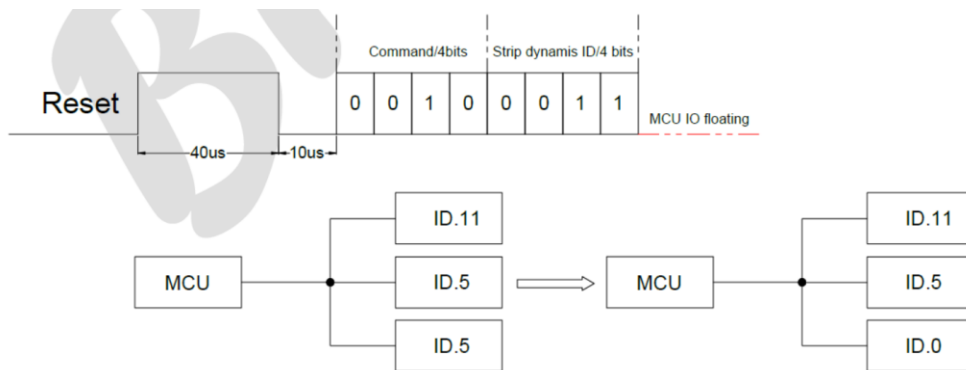 Command/4bits Strip dynamis ID/4 bits
Reset 0 0 1 0 0 0 1 1
MCU IO floating
40us 10us
ID.11 ID.11
MCU ID.5 MCU ID.5
ID.5 ID.0